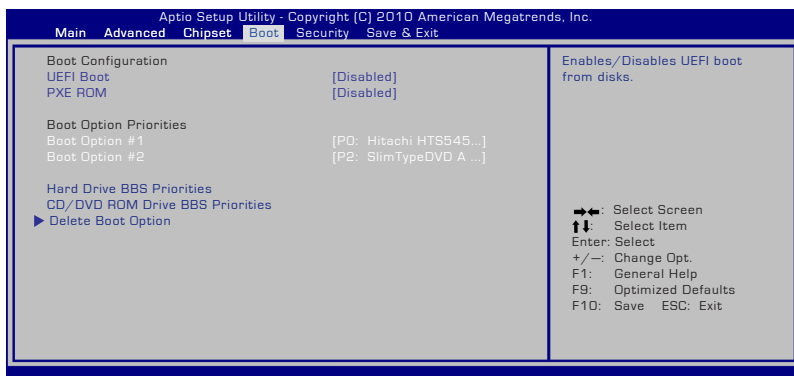 Aptio Setup Utility - Copyright (C) 2010 American Megatrends, Inc.
Main Advanced Chipset Boot Security Save & Exit
Boot Configuration
UEFI Boot [Disabled]
PXE ROM [Disabled]
Boot Option Priorities
Boot Option #1 [P0: Hitachi HTS545...]
Boot Option #2 [P2: SlimTypeDVD A ...]
Hard Drive BBS Priorities
CD/DVD ROM Drive BBS Priorities
Delete Boot Option
Enables/Disables UEFI boot
from disks.
→←: Select Screen
↑↓: Select Item
Enter: Select
+/—: Change Opt.
F1: General Help
F9: Optimized Defaults
F10: Save ESC: Exit